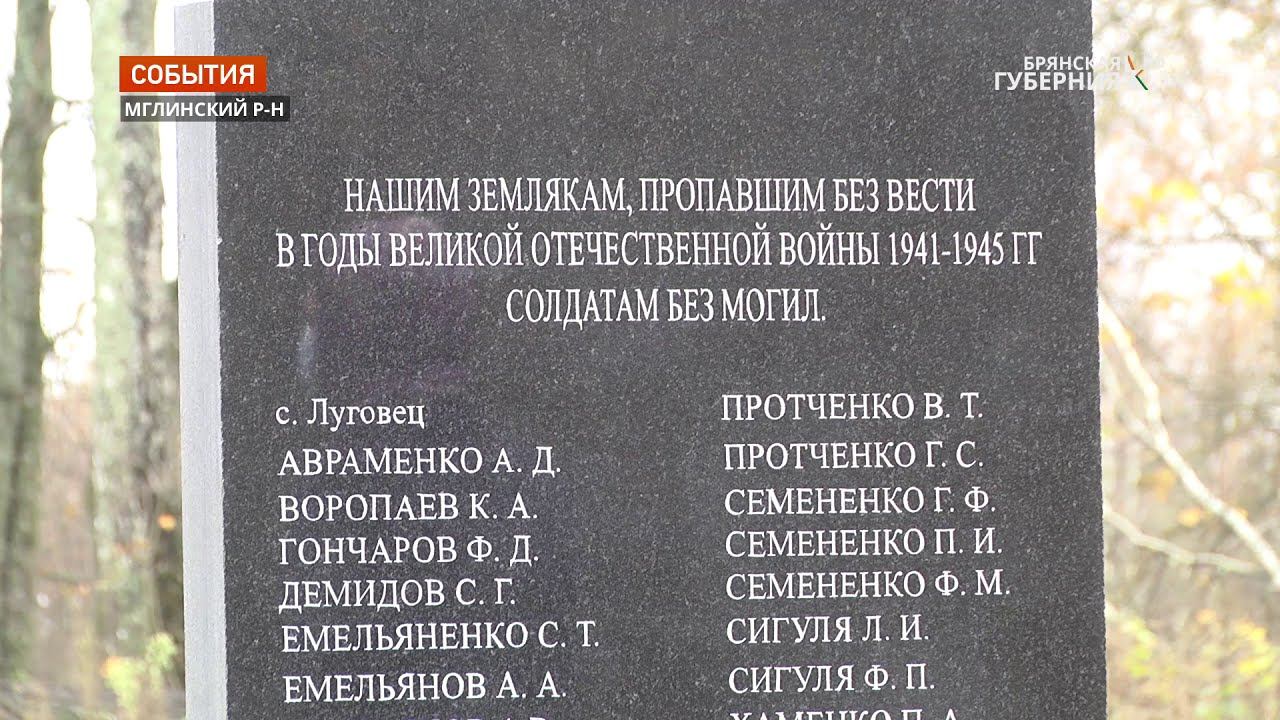 СОБЫТИЯ
МГЛИНСКИЙ Р-Н
БРЯНСКАЯ
ГУБЕРНИЯ
НАШИМ ЗЕМЛЯКАМ, ПРОПАВШИМ БЕЗ ВЕСТИ
В ГОДЫ ВЕЛИКОЙ ОТЕЧЕСТВЕННОЙ ВОЙНЫ 1941-1945 ГГ
СОЛДАТАМ БЕЗ МОГИЛ.
с. Луговец
АВРАМЕНКО А. Д.
ВОРОПАЕВ К. А.
ГОНЧАРОВ Ф. Д.
ДЕМИДОВ С. Г.
ЕМЕЛЬЯНЕНКО С. Т.
ЕМЕЛЬЯНОВ А. А.
ПРОТЧЕНКО В. Т.
ПРОТЧЕНКО Г. С.
СЕМЕНЕНКО Г. Ф.
СЕМЕНЕНКО П. И.
СЕМЕНЕНКО Ф. М.
СИГУЛЯ Л. И.
СИГУЛЯ Ф. П.